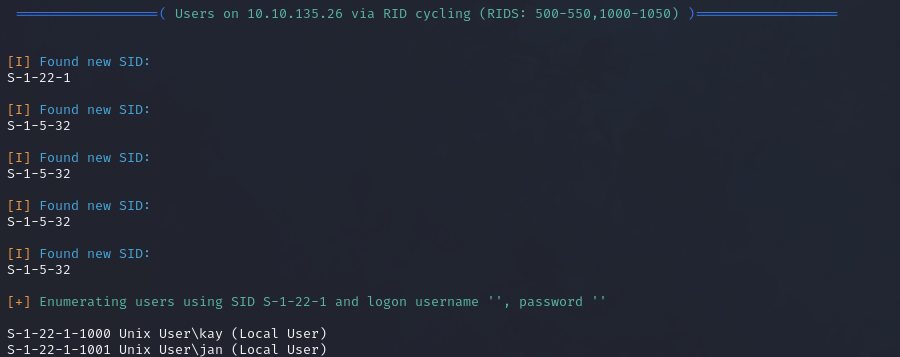 ==================( Users on 10.10.135.26 via RID cycling (RIDS: 500-550,1000-1050) )==================
[I] Found new SID:
S-1-22-1
[I] Found new SID:
S-1-5-32
[I] Found new SID:
S-1-5-32
[I] Found new SID:
S-1-5-32
[I] Found new SID:
S-1-5-32
[+] Enumerating users using SID S-1-22-1 and logon username '', password ''
S-1-22-1-1000 Unix User\kay (Local User)
S-1-22-1-1001 Unix User\jan (Local User)